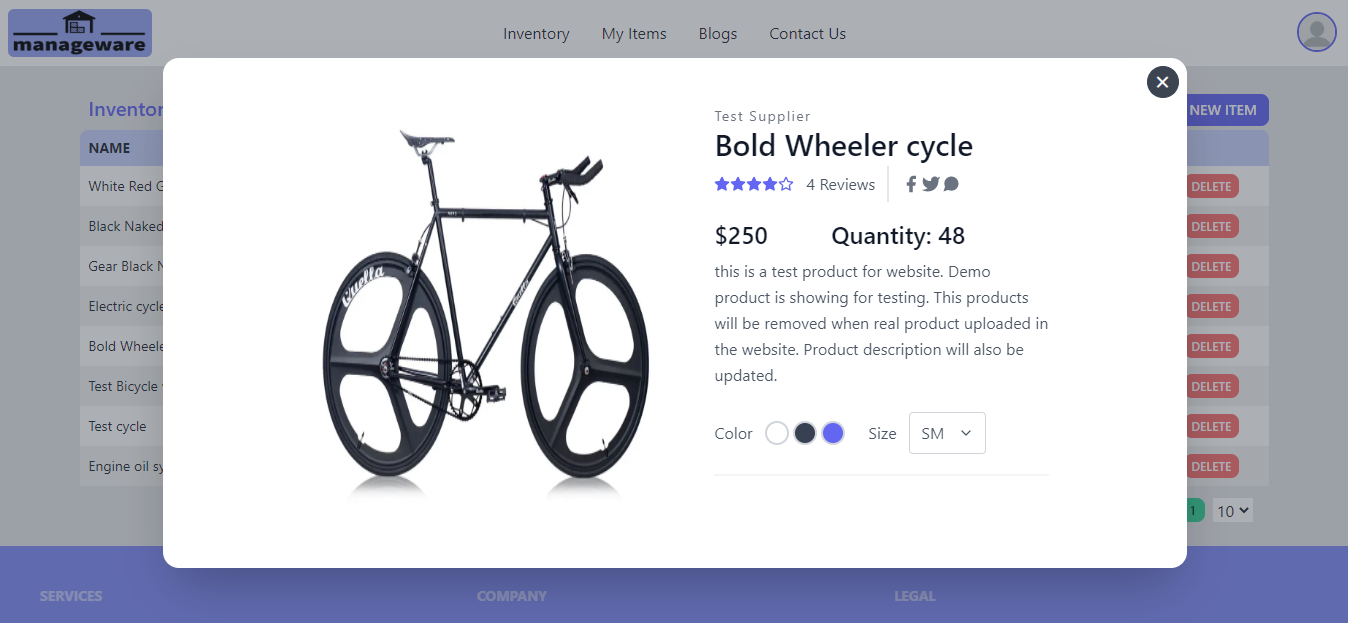 manageware
Inventory
My Items
Blogs
Contact Us
Inventor
NEW ITEM
NAME
White Red G
DELETE
Black Naked
DELETE
Gear Black N
DELETE
Electric cycle
DELETE
Bold Wheele
DELETE
Test Bicycle
DELETE
Test cycle
DELETE
Engine oil sy
DELETE
1
10
Quella
Test Supplier
Bold Wheeler cycle
4 Reviews
$250
Quantity: 48
this is a test product for website. Demo
product is showing for testing. This products
will be removed when real product uploaded in
the website. Product description will also be
updated.
Color
Size
SM
SERVICES
COMPANY
LEGAL